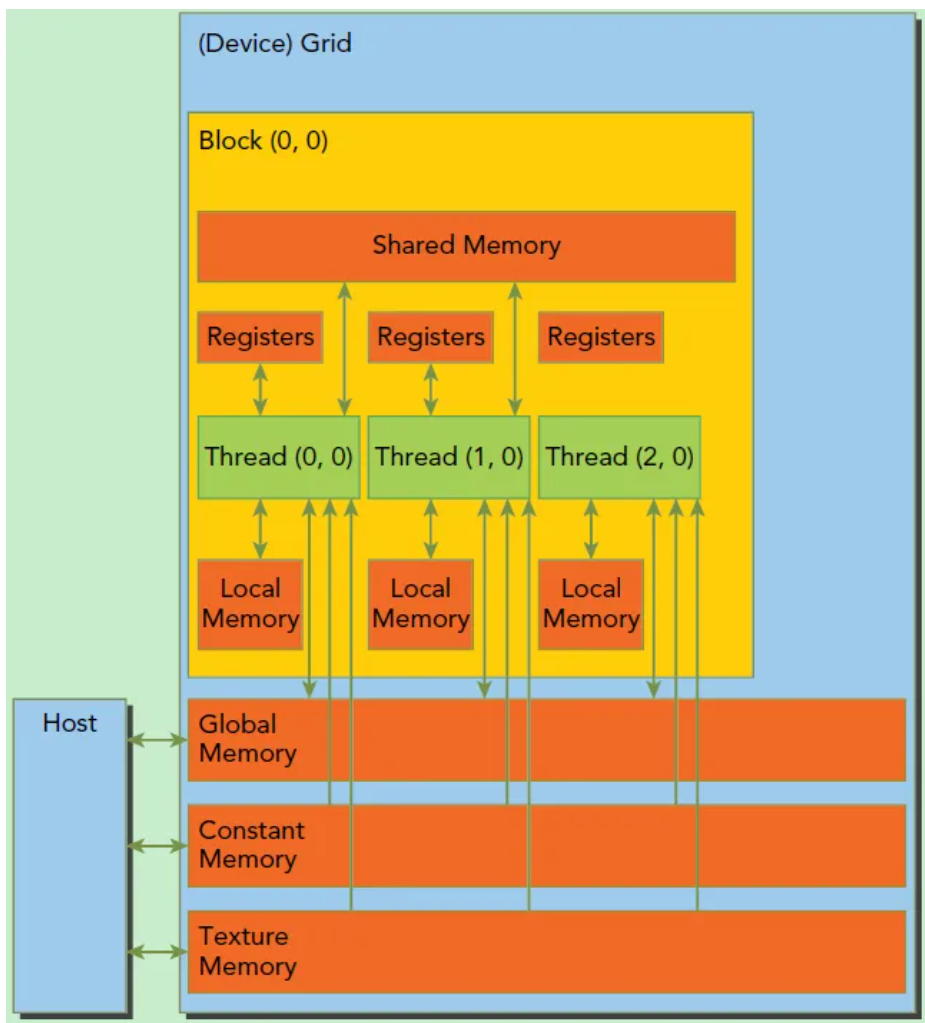 (Device) Grid
Block (0, 0)
Shared Memory
Registers
Registers
Registers
Thread (0, 0)
Thread (1, 0)
Thread (2, 0)
Local
Memory
Local
Memory
Local
Memory
Host
Global
Memory
Constant
Memory
Texture
Memory